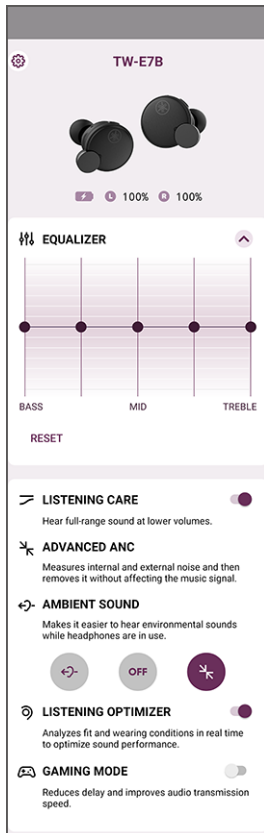 TW-E7B
L 100% R 100%
EQUALIZER
BASS MID TREBLE
RESET
LISTENING CARE
Hear full-range sound at lower volumes.
ADVANCED ANC
Measures internal and external noise and then
removes it without affecting the music signal.
AMBIENT SOUND
Makes it easier to hear environmental sounds
while headphones are in use.
OFF
LISTENING OPTIMIZER
Analyzes fit and wearing conditions in real time
to optimize sound performance.
GAMING MODE
Reduces delay and improves audio transmission
speed.